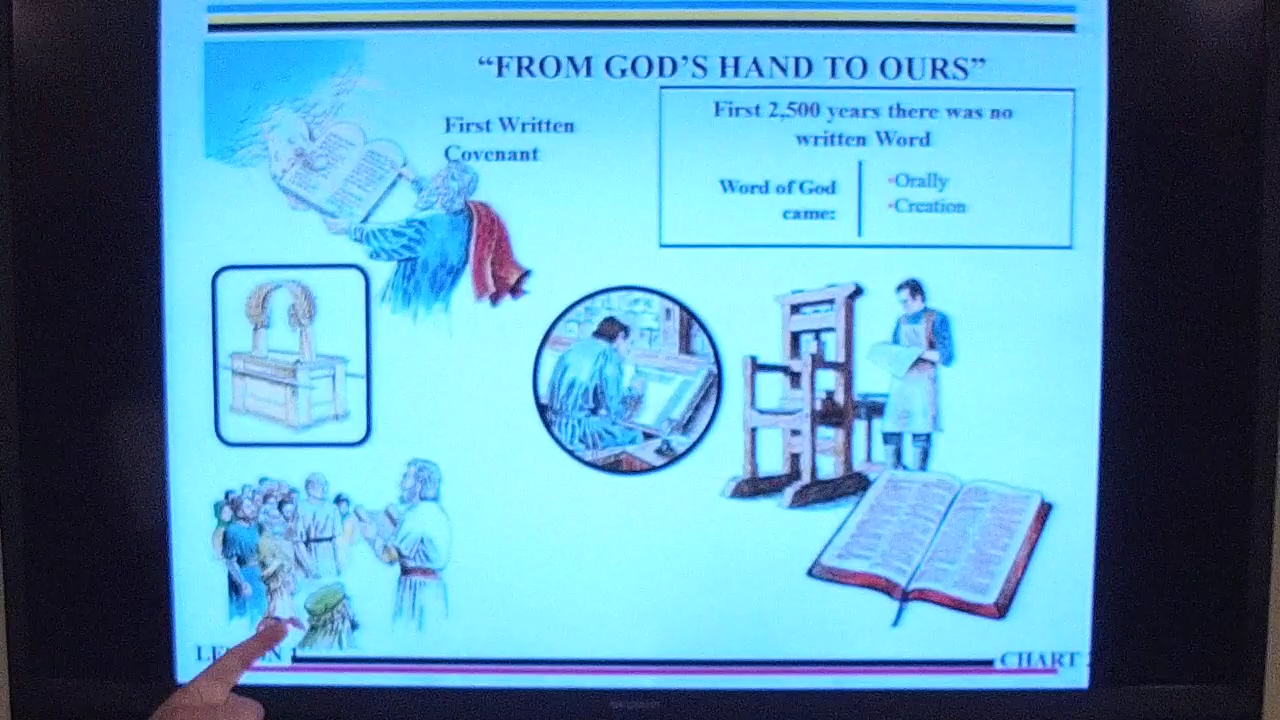 “FROM GOD’S HAND TO OURS”
First Written
Covenant
First 2,500 years there was no
written Word
Word of God
came:
•Orally
•Creation
CHART